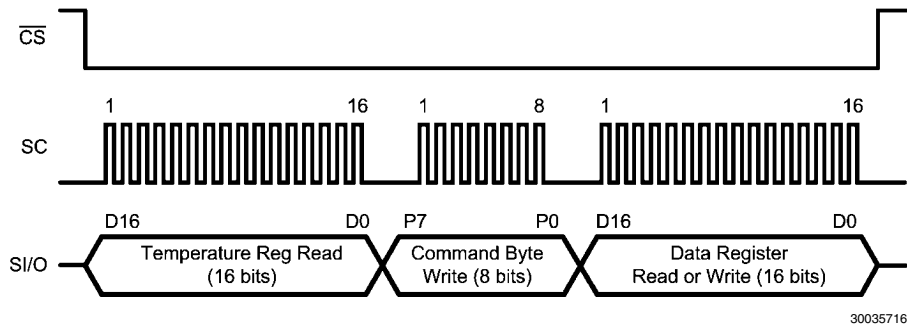 CS
1 16 1 8 1 16
SC
D16 D0 P7 P0 D16 D0
SI/O
Temperature Reg Read
(16 bits)
Command Byte
Write (8 bits)
Data Register
Read or Write (16 bits)
30035716